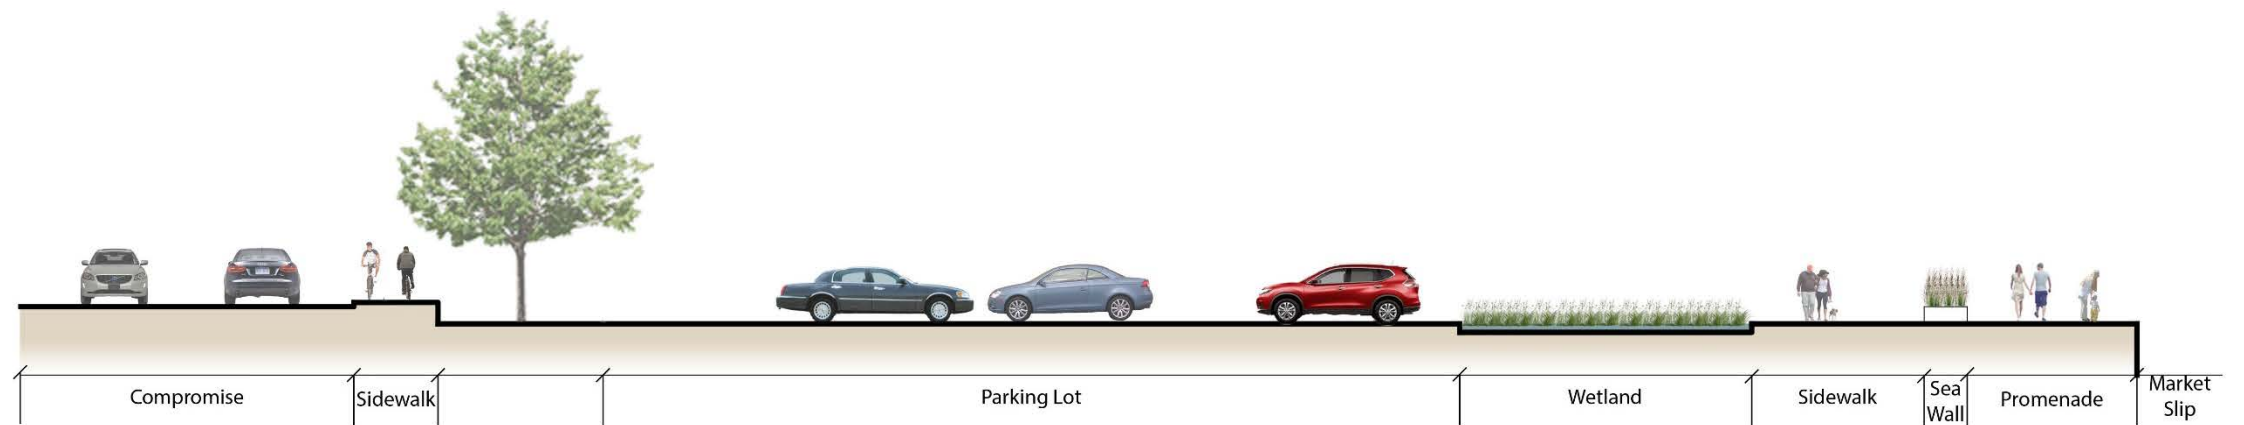 Compromise
Sidewalk
Parking Lot
Wetland
Sidewalk
Sea
Wall
Promenade
Market
Slip